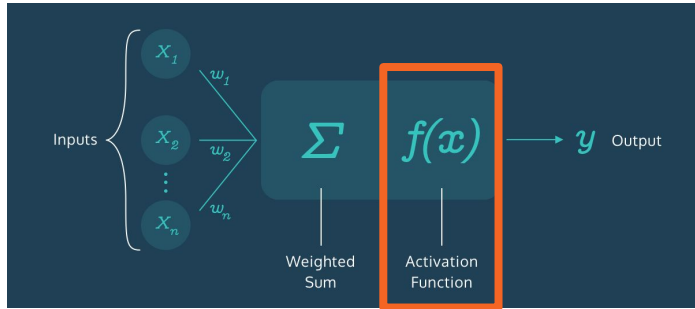 X₁
w₁
Inputs
X₂
w₂
Σ
f(x)
y
Output
⋮
Xₙ
wₙ
Weighted
Sum
Activation
Function